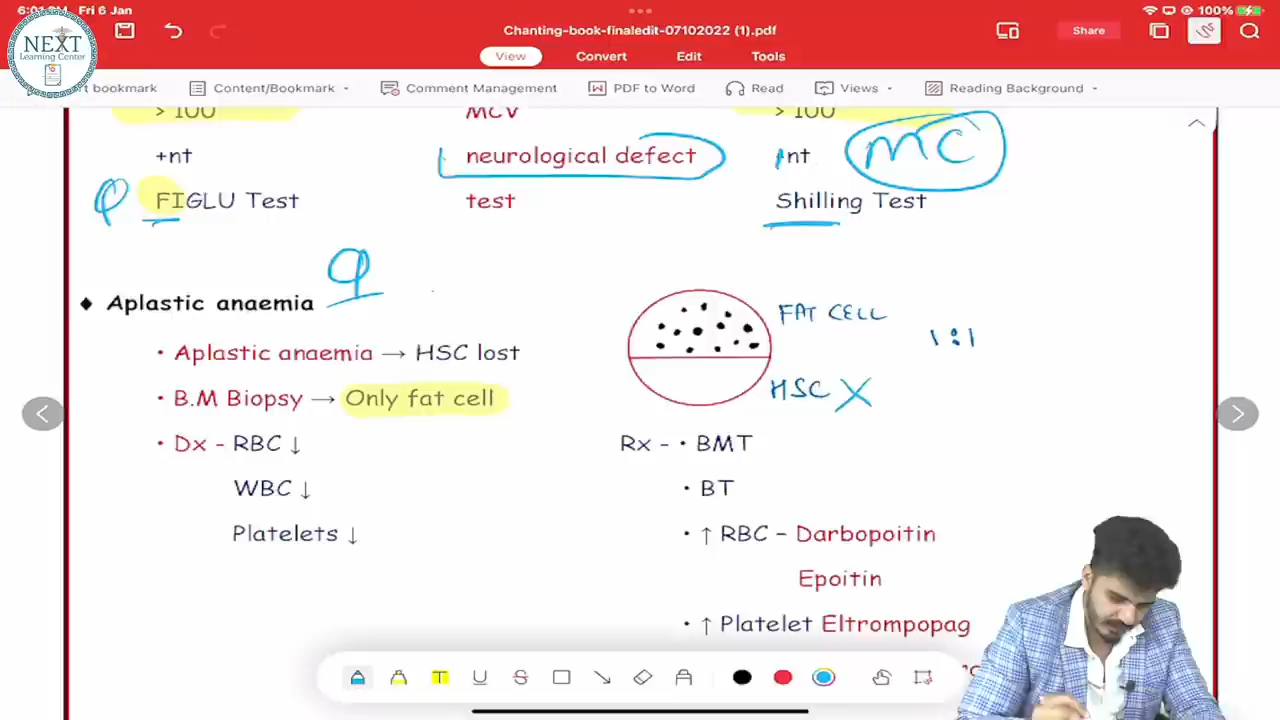 6:01 Fri 6 Jan
100%
NEXT
Learning Center
Chanting-book-finaledit-07102022 (1).pdf
Share
View
Convert
Edit
Tools
bookmark
Content/Bookmark
Comment Management
PDF to Word
Read
Views
Reading Background
> 100
MCV
> 100
+nt
neurological defect
nt
MC
φ
FIGLU Test
test
Shilling Test
φ
◆ Aplastic anaemia
FAT CELL
1:1
• Aplastic anaemia → HSC lost
• B.M Biopsy → Only fat cell
HSC X
• Dx - RBC ↓
Rx - • BMT
WBC ↓
• BT
Platelets ↓
• ↑ RBC - Darbopoitin
Epoitin
• ↑ Platelet Eltrompopag
T
U
S